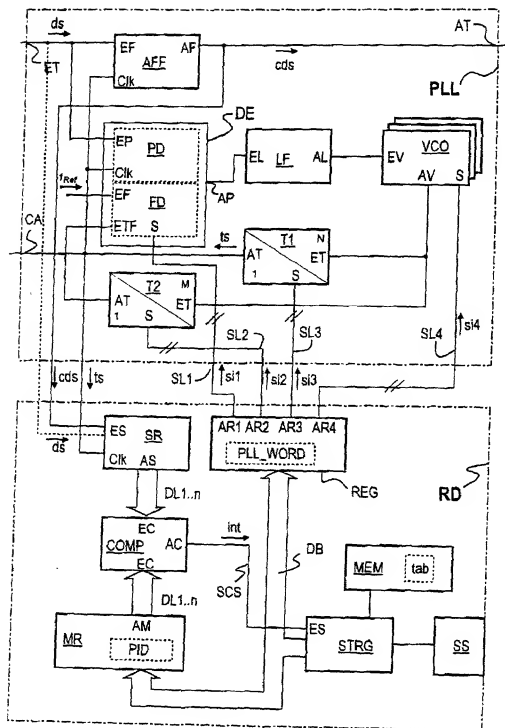 ds
ET
EF AF
AFF
Clk
cds
AT
PLL
DE
EP PD
Clk
fRef
EF FD
ETF S
AP
EL LF AL
EV VCO
AV S
CA
ts
T1 N
AT ET
1 S
T2 M
AT ET
1 S
SL2
SL3
SL4
si4
cds
ts
SL1
si1
si2
si3
ds
ES SR
Clk AS
AR1 AR2 AR3 AR4
PLL_WORD
REG
RD
DL1..n
EC
COMP AC
EC
int
SCS
DB
DL1..n
MEM tab
AM
MR PID
ES
STRG
SS